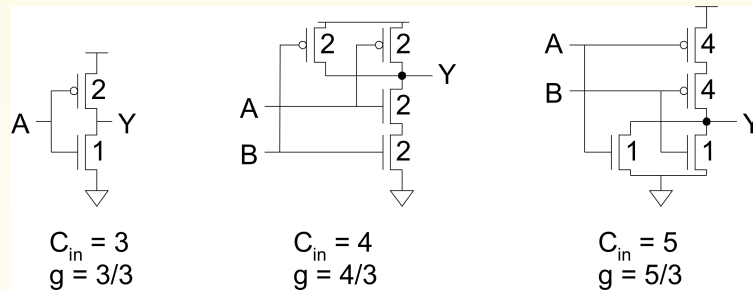 A
2
1
Y
C_in = 3
g = 3/3
2
2
Y
A
2
B
2
C_in = 4
g = 4/3
A
4
B
4
Y
1
1
C_in = 5
g = 5/3